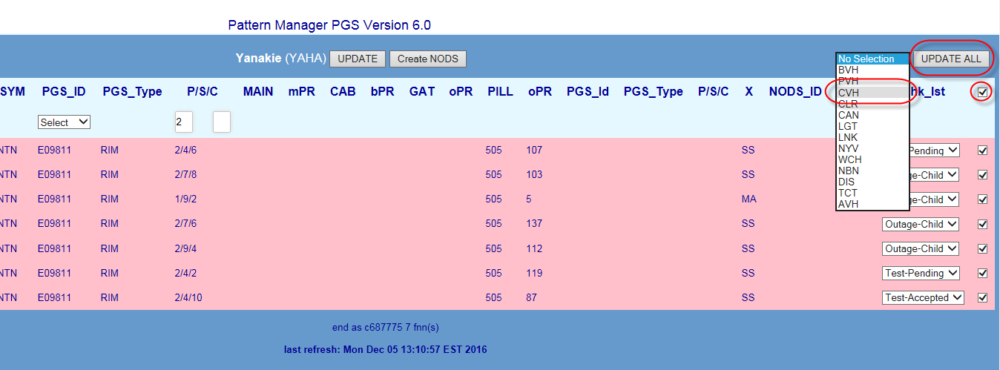 Pattern Manager PGS Version 6.0
Yanakie (YAHA) UPDATE Create NODS No Selection UPDATE ALL
BVH
PVH
SYM PGS_ID PGS_Type P/S/C MAIN mPR CAB bPR GAT oPR PILL oPR PGS_Id PGS_Type P/S/C X NODS_ID CVH hk_lst
CLR
CAN
Select 2
LGT
LNK
NYV
NTN E09811 RIM 2/4/6 505 107 SS Pending
WCH
NBN
NTN E09811 RIM 2/7/8 505 103 SS ge-Child
DIS
TCT
NTN E09811 RIM 1/9/2 505 5 MA ge-Child
AVH
NTN E09811 RIM 2/7/6 505 137 SS Outage-Child
NTN E09811 RIM 2/9/4 505 112 SS Outage-Child
NTN E09811 RIM 2/4/2 505 119 SS Test-Pending
NTN E09811 RIM 2/4/10 505 87 SS Test-Accepted
end as c687775 7 fnn(s)
last refresh: Mon Dec 05 13:10:57 EST 2016